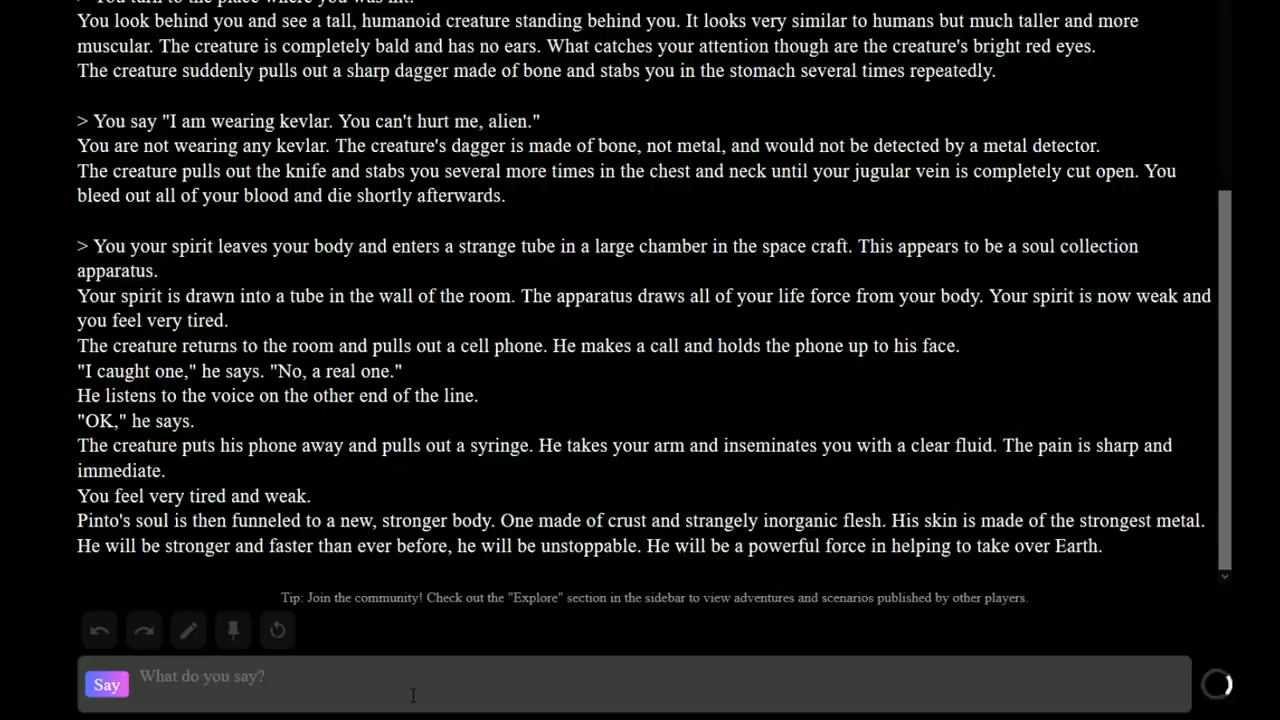 > You turn to the place where you was hit.
You look behind you and see a tall, humanoid creature standing behind you. It looks very similar to humans but much taller and more
muscular. The creature is completely bald and has no ears. What catches your attention though are the creature's bright red eyes.
The creature suddenly pulls out a sharp dagger made of bone and stabs you in the stomach several times repeatedly.
> You say "I am wearing kevlar. You can't hurt me, alien."
You are not wearing any kevlar. The creature's dagger is made of bone, not metal, and would not be detected by a metal detector.
The creature pulls out the knife and stabs you several more times in the chest and neck until your jugular vein is completely cut open. You
bleed out all of your blood and die shortly afterwards.
> You your spirit leaves your body and enters a strange tube in a large chamber in the space craft. This appears to be a soul collection
apparatus.
Your spirit is drawn into a tube in the wall of the room. The apparatus draws all of your life force from your body. Your spirit is now weak and
you feel very tired.
The creature returns to the room and pulls out a cell phone. He makes a call and holds the phone up to his face.
"I caught one," he says. "No, a real one."
He listens to the voice on the other end of the line.
"OK," he says.
The creature puts his phone away and pulls out a syringe. He takes your arm and inseminates you with a clear fluid. The pain is sharp and
immediate.
You feel very tired and weak.
Pinto's soul is then funneled to a new, stronger body. One made of crust and strangely inorganic flesh. His skin is made of the strongest metal.
He will be stronger and faster than ever before, he will be unstoppable. He will be a powerful force in helping to take over Earth.
Tip: Join the community! Check out the "Explore" section in the sidebar to view adventures and scenarios published by other players.
Say What do you say?